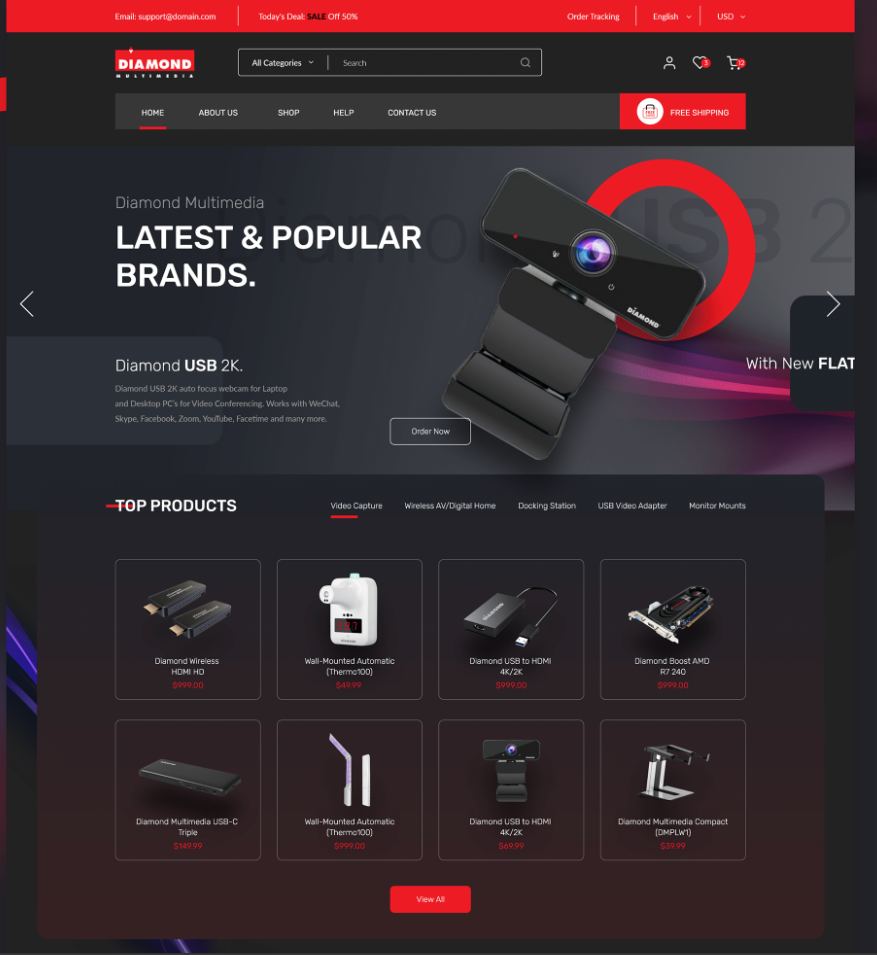 Email: support@domain.com
Today's Deal: SALE Off 50%
Order Tracking
English
USD
DIAMOND
MULTIMEDIA
All Categories
Search
3
12
HOME
ABOUT US
SHOP
HELP
CONTACT US
FREE SHIPPING
Diamond USB 2
Diamond Multimedia
LATEST & POPULAR
BRANDS.
DIAMOND
Diamond USB 2K.
With New FLAT
Diamond USB 2K auto focus webcam for Laptop
and Desktop PC's for Video Conferencing. Works with WeChat,
Skype, Facebook, Zoom, YouTube, Facetime and many more.
Order Now
TOP PRODUCTS
Video Capture
Wireless AV/Digital Home
Docking Station
USB Video Adapter
Monitor Mounts
Diamond Wireless
HDMI HD
$999.00
Wall-Mounted Automatic
(Thermo100)
$49.99
DIAMOND
Diamond USB to HDMI
4K/2K
$999.00
Diamond Boost AMD
R7 240
$999.00
Diamond Multimedia USB-C
Triple
$149.99
Wall-Mounted Automatic
(Thermo100)
$999.00
Diamond USB to HDMI
4K/2K
$69.99
Diamond Multimedia Compact
(DMPLW1)
$39.99
View All